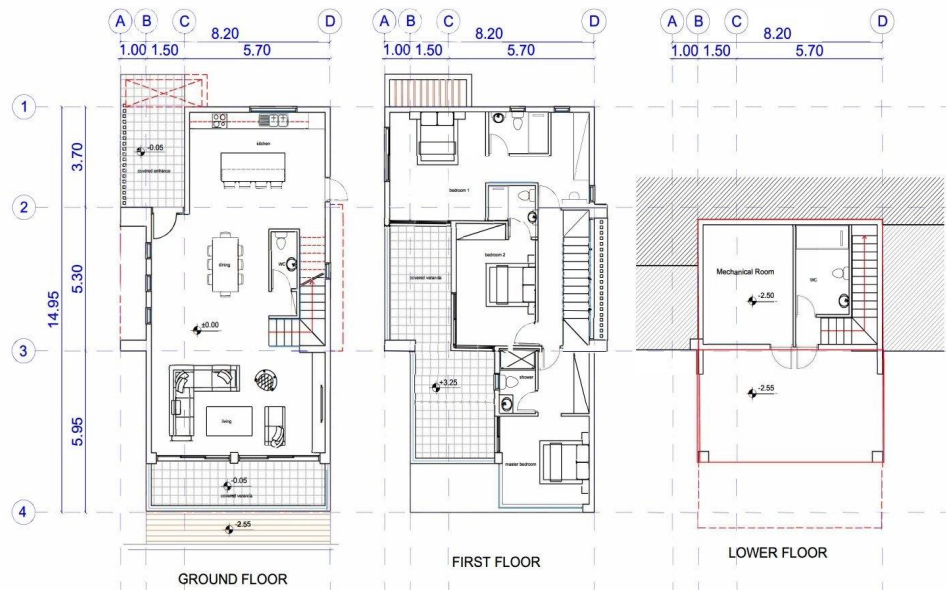 A B C D
8.20
1.00 1.50 5.70
A B C D
8.20
1.00 1.50 5.70
A B C D
8.20
1.00 1.50 5.70
1
2
3
4
14.95
3.70
5.30
5.95
-0.05
covered entrance
kitchen
dining
WC
±0.00
living
-0.05
covered veranda
-2.55
GROUND FLOOR
bedroom 1
bedroom 2
covered veranda
+3.25
shower
master bedroom
FIRST FLOOR
Mechanical Room
WC
-2.50
-2.55
LOWER FLOOR